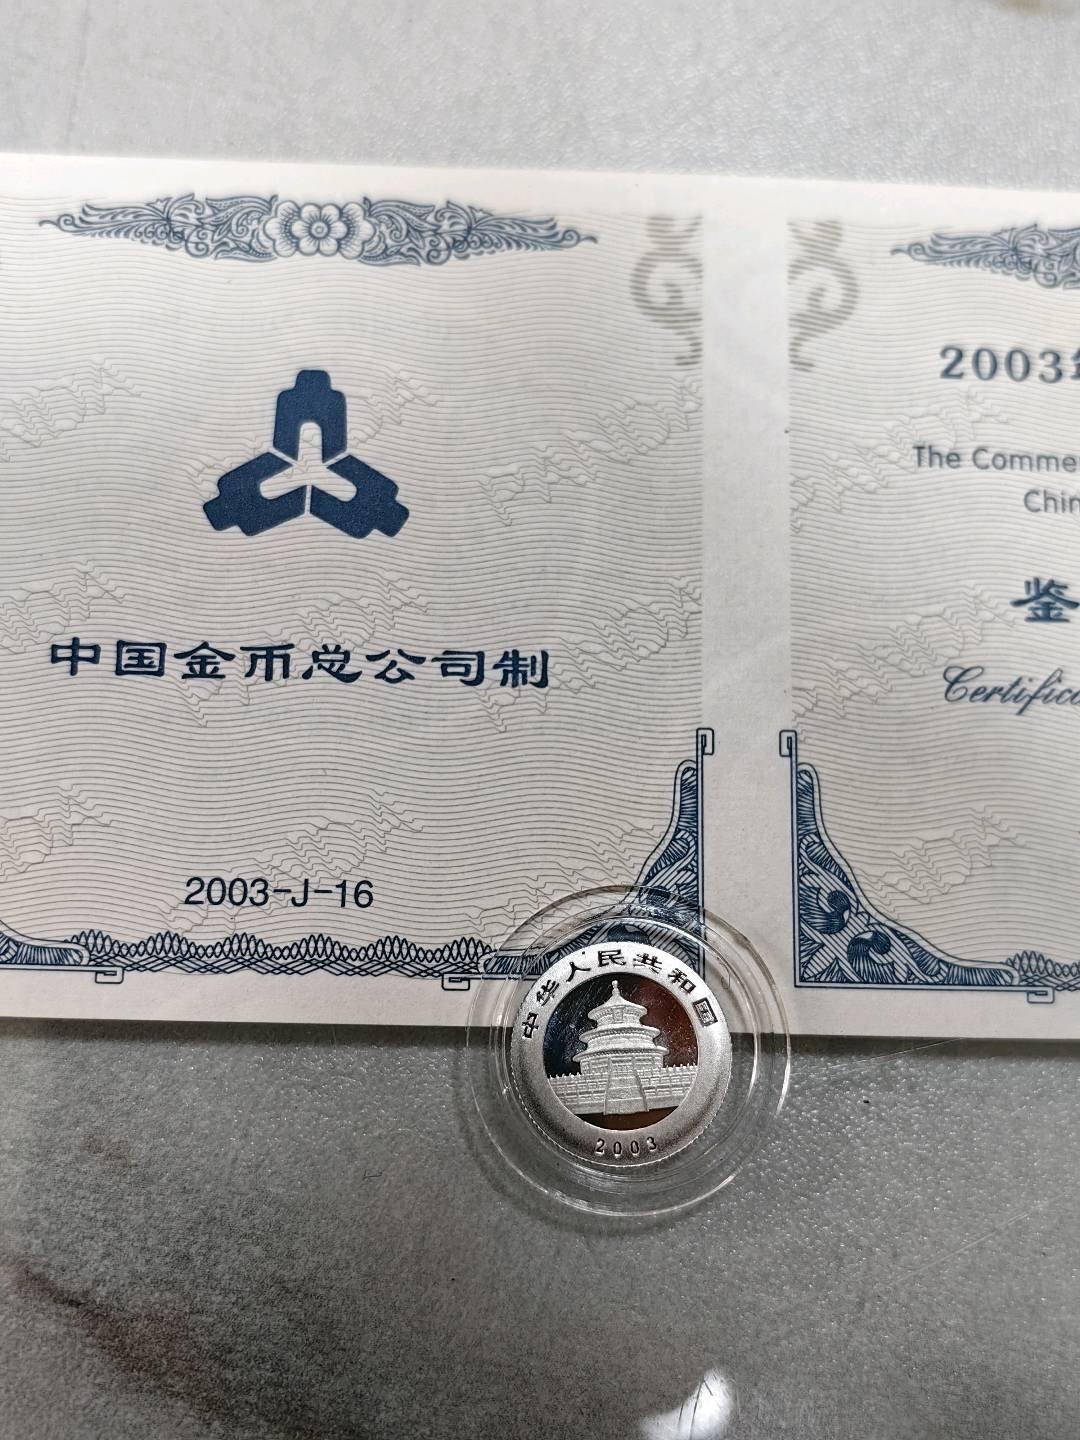 中国金币总公司制
2003-J-16
2003
The Comme
Chin
鉴
Certific
中华人民共和国
2003